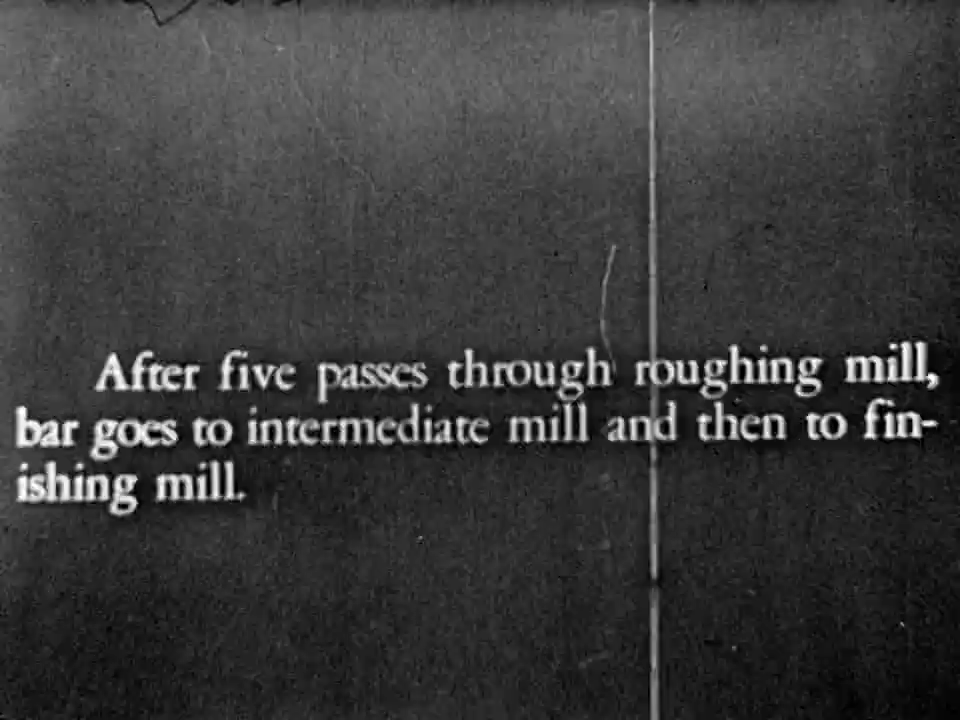 After five passes through roughing mill,
bar goes to intermediate mill and then to fin-
ishing mill.